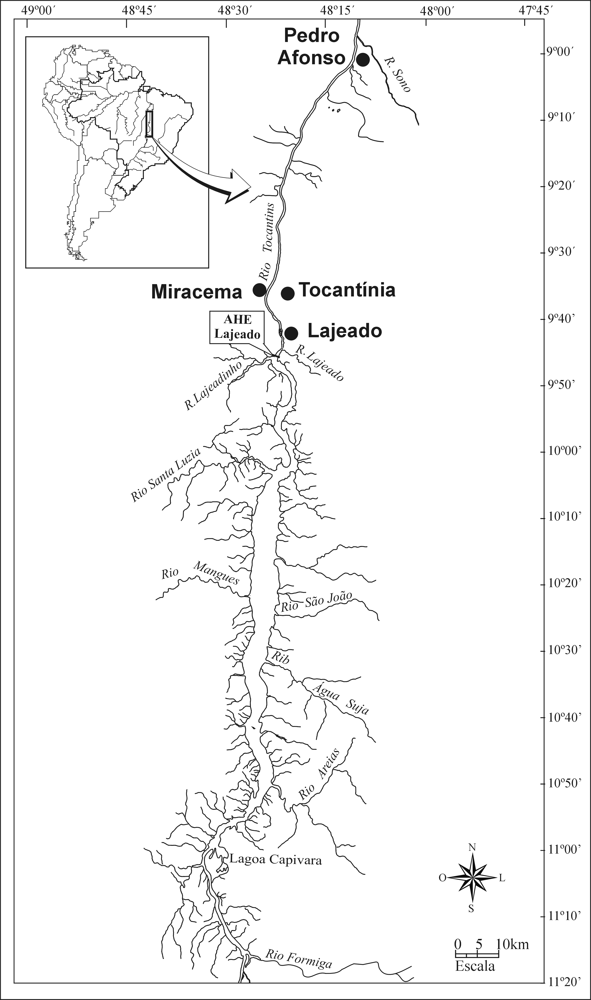 49º00´ 48º45´ 48º30´ 48º15´ 48º00´ 47º45´
Pedro
Afonso
9º00´
R. Sono
9º10´
9º20´
Rio Tocantins
9º30´
Miracema
Tocantínia
9º40’
AHE
Lajeado
Lajeado
R. Lajeado
R.Lajeadinho
9º50’
10º00’
Rio Santa Luzia
10º10’
Rio Mangues
10º20’
Rio São João
10º30’
Rib
Água Suja
10º40’
Rio Areias
10º50’
11º00’
Lagoa Capivara
N
O L
S
11º10’
0 5 10km
Escala
Rio Formiga
11º20’